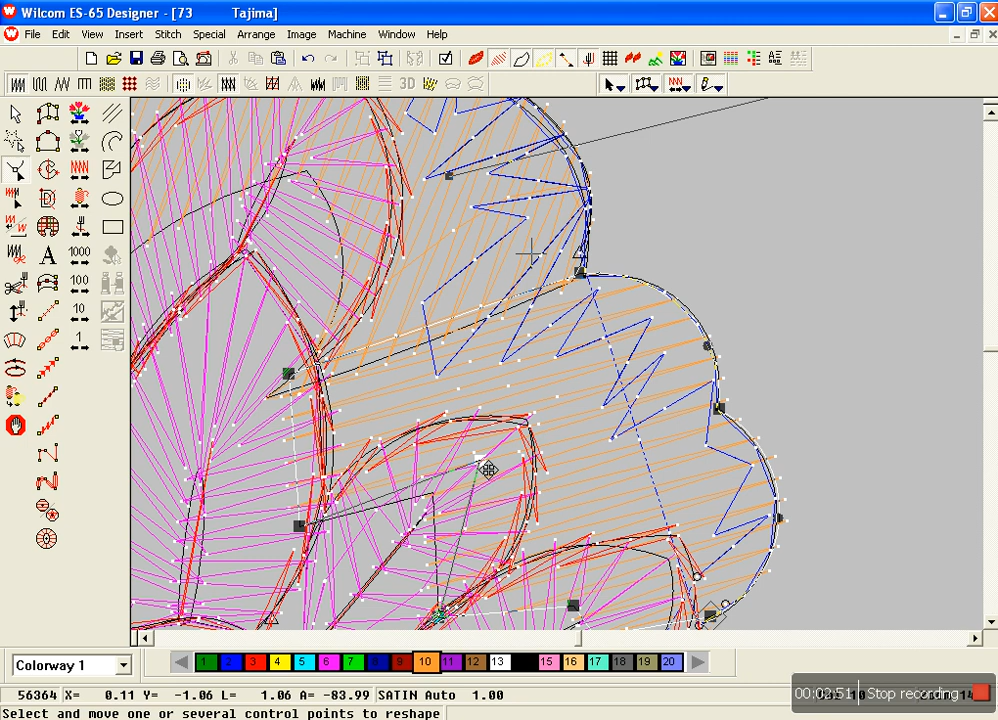 Wilcom ES-65 Designer - [73 Tajima]
File Edit View Insert Stitch Special Arrange Image Machine Window Help
3D
A 1000
100
10
1
Colorway 1
1 2 3 4 5 6 7 8 9 10 11 12 13 15 16 17 18 19 20
56364 X= 0.11 Y= -1.06 L= 1.06 A= -83.99 SATIN Auto 1.00
Stop recording
Select and move one or several control points to reshape